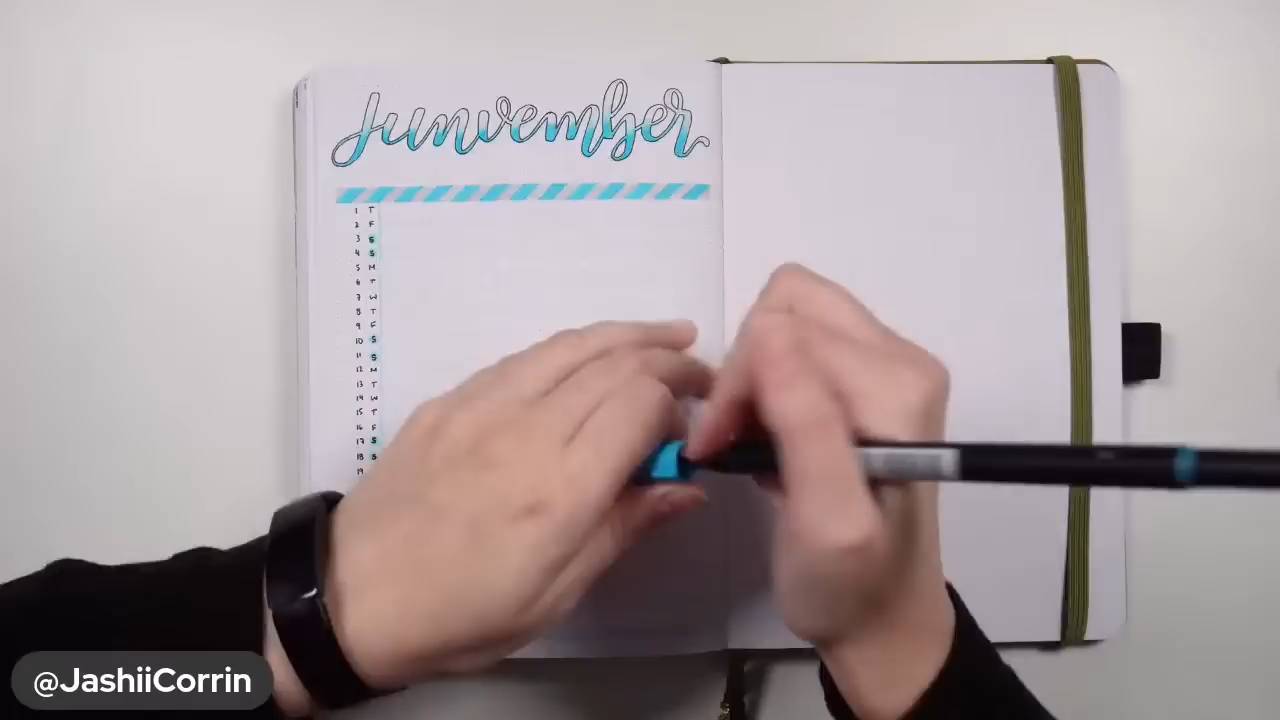 Junvember
1 T
2 F
3 S
4 S
5 M
6 T
7 W
8 T
9 F
10 S
11 S
12 M
13 T
14 W
15 T
16 F
17 S
18 S
19
@JashiiCorrin